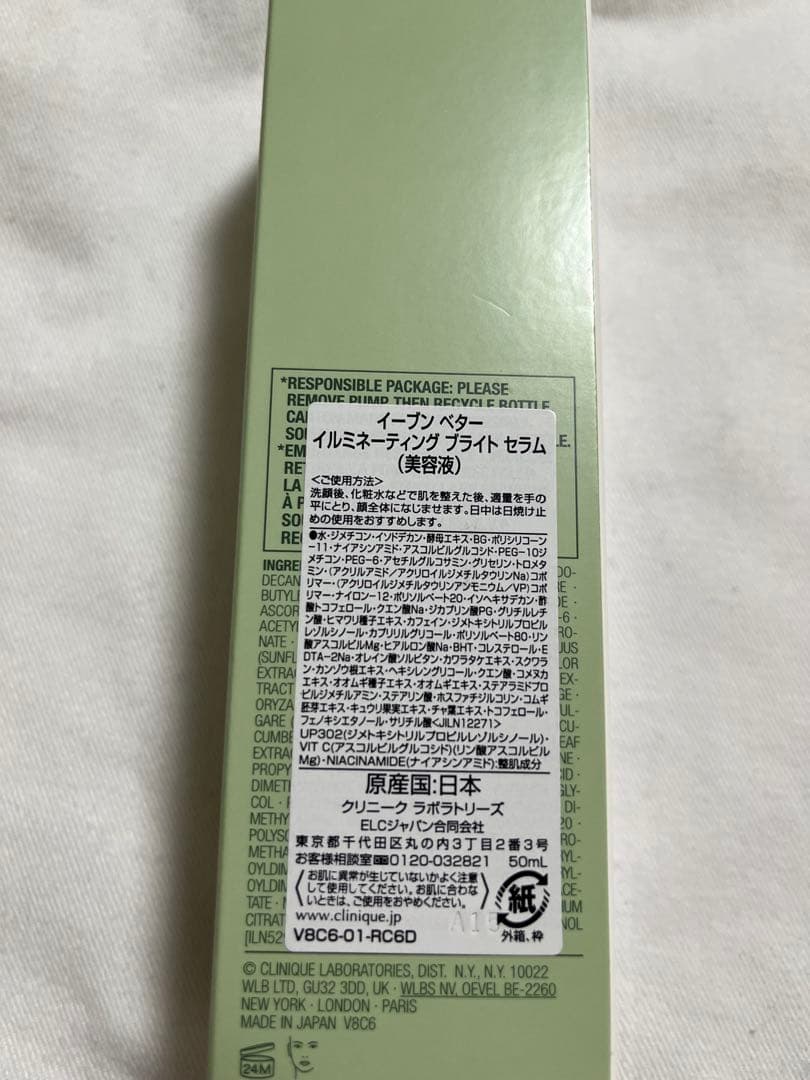 *RESPONSIBLE PACKAGE: PLEASE
REMOVE PUMP, THEN RECYCLE BOTTLE
イーブン ベター
イルミネーティング ブライト セラム
(美容液)
<ご使用方法>
洗顔後、化粧水などで肌を整えた後、適量を手の
平にとり、顔全体になじませます。日中は日焼け止
めの使用をおすすめします。
●水・ジメチコン・イソドデカン・酵母エキス・BG・ポリシリコーン
-11・ナイアシンアミド・アスコルビルグルコシド・PEG-10ジ
メチコン・PEG-6・アセチルグルコサミン・グリセリン・トロメタ
ミン・(アクリルアミド/アクリロイルジメチルタウリンNa)コポ
リマー・(アクリロイルジメチルタウリンアンモニウム/VP)コポ
リマー・ナイロン-12・ポリソルベート20・イソヘキサデカン・酢
酸トコフェロール・クエン酸Na・ジカプリン酸PG・グリチルレチ
ン酸・ヒマワリ種子エキス・カフェイン・ジメトキシトリルプロピル
レゾルシノール・カプリリルグリコール・ポリソルベート80・リン
酸アスコルビルMg・ヒアルロン酸Na・BHT・コレステロール・E
DTA-2Na・オレイン酸ソルビタン・カワラタケエキス・スクワラ
ン・カンゾウ根エキス・ヘキシレングリコール・クエン酸・コメヌカ
エキス・オオムギ種子エキス・オオムギエキス・ステアラミドプロ
ピルジメチルアミン・ステアリン酸・ホスファチジルコリン・コムギ
胚芽エキス・キュウリ果実エキス・チャ葉エキス・トコフェロール・
フェノキシエタノール・サリチル酸<JILN12271>
UP302(ジメトキシトリルプロピルレゾルシノール)・
VIT C(アスコルビルグルコシド)(リン酸アスコルビル
Mg)・NIACINAMIDE(ナイアシンアミド):整肌成分
原産国:日本
クリニーク ラボラトリーズ
ELCジャパン合同会社
東京都千代田区丸の内3丁目2番3号
お客様相談室 0120-032821 50mL
お肌に異常が生じていないかよく注意
して使用してください。お肌に合わな
いときは、ご使用をおやめください。
紙
www.clinique.jp
外箱、枠
V8C6-01-RC6D
© CLINIQUE LABORATORIES, DIST. N.Y., N.Y. 10022
WLB LTD, GU32 3DD, UK · WLBS NV, OEVEL BE-2260
NEW YORK · LONDON · PARIS
MADE IN JAPAN V8C6
24M